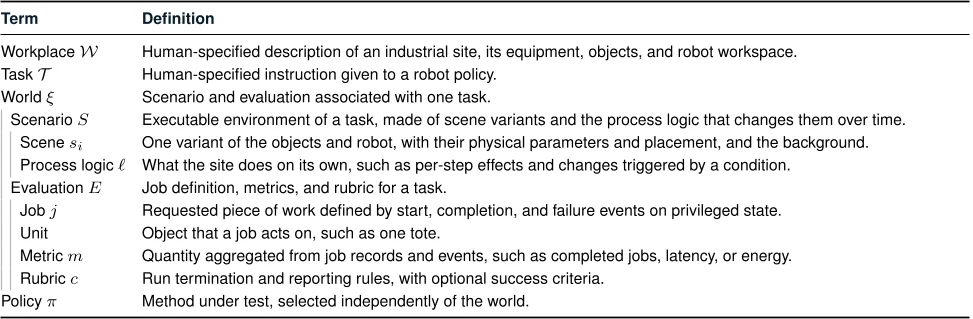 Term Definition
Workplace 𝒲 Human-specified description of an industrial site, its equipment, objects, and robot workspace.
Task 𝒯 Human-specified instruction given to a robot policy.
World ξ Scenario and evaluation associated with one task.
Scenario S Executable environment of a task, made of scene variants and the process logic that changes them over time.
Scene sᵢ One variant of the objects and robot, with their physical parameters and placement, and the background.
Process logic ℓ What the site does on its own, such as per-step effects and changes triggered by a condition.
Evaluation E Job definition, metrics, and rubric for a task.
Job j Requested piece of work defined by start, completion, and failure events on privileged state.
Unit Object that a job acts on, such as one tote.
Metric m Quantity aggregated from job records and events, such as completed jobs, latency, or energy.
Rubric c Run termination and reporting rules, with optional success criteria.
Policy π Method under test, selected independently of the world.